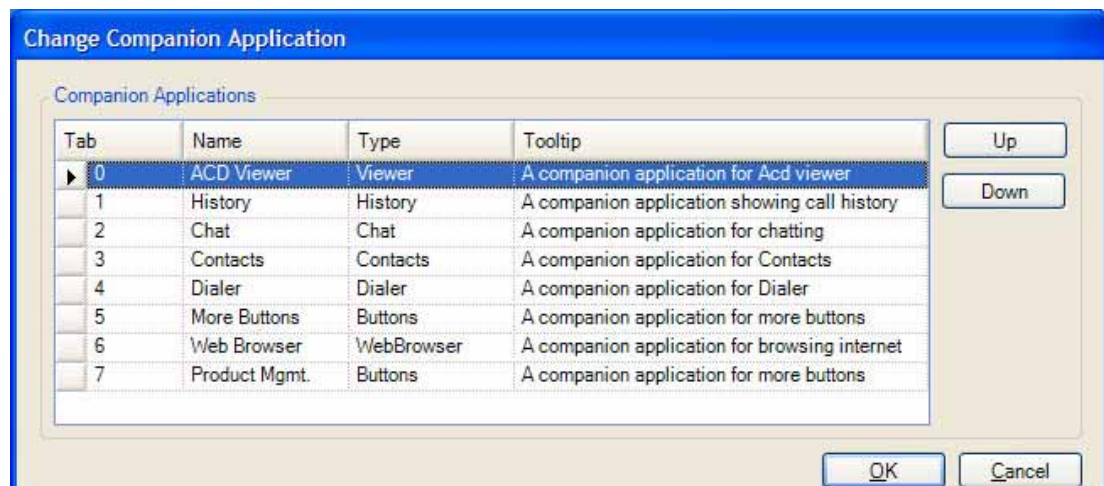 Change Companion Application
Companion Applications
Tab Name Type Tooltip
0 ACD Viewer Viewer A companion application for Acd viewer
1 History History A companion application showing call history
2 Chat Chat A companion application for chatting
3 Contacts Contacts A companion application for Contacts
4 Dialer Dialer A companion application for Dialer
5 More Buttons Buttons A companion application for more buttons
6 Web Browser WebBrowser A companion application for browsing internet
7 Product Mgmt. Buttons A companion application for more buttons
Up
Down
OK Cancel